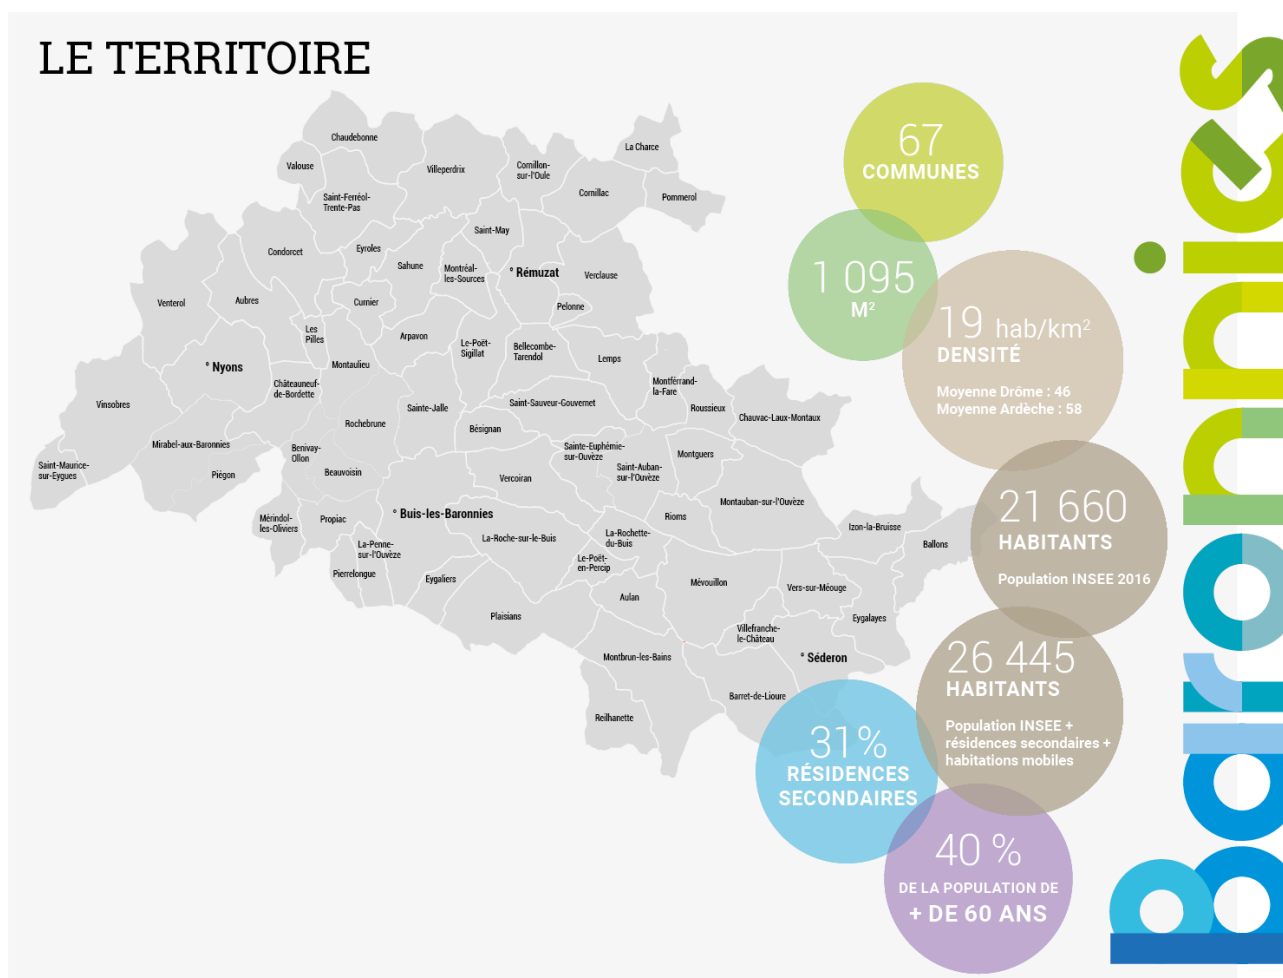 LE TERRITOIRE
Chaudebonne
La Charce
Valouse
Villeperdrix
Cornillon-
sur-l'Oule
Cornillac
Pommerol
Saint-Ferréol-
Trente-Pas
Saint-May
Condorcet
Eyroles
Sahune
Montréal-
les-Sources
° Rémuzat
Verclause
Venterol
Aubres
Curnier
Pelonne
Les
Pilles
Arpavon
Le-Poët-
Sigillat
Bellecombe-
Tarendol
Lemps
° Nyons
Montaulieu
Châteauneuf-
de-Bordette
Montférrand-
la-Fare
Vinsobres
Sainte-Jalle
Saint-Sauveur-Gouvernet
Roussieux
Chauvac-Laux-Montaux
Rochebrune
Bésignan
Mirabel-aux-Baronnies
Benivay-
Ollon
Sainte-Euphémie-
sur-Ouvèze
Montguers
Saint-Maurice-
sur-Eygues
Piégon
Beauvoisin
Vercoiran
Saint-Auban-
sur-l'Ouvèze
Montauban-sur-l'Ouvèze
Mérindol-
les-Oliviers
Propiac
° Buis-les-Baronnies
Rioms
Izon-la-Bruisse
La-Penne-
sur-l'Ouvèze
La-Roche-sur-le-Buis
La-Rochette-
du-Buis
Ballons
Pierrelongue
Eygaliers
Le-Poët-
en-Percip
Mévouillon
Vers-sur-Méouge
Aulan
Plaisians
Villefranche-
le-Château
Eygalayes
Montbrun-les-Bains
° Séderon
Barret-de-Lioure
Reilhanette
67
COMMUNES
1 095
M²
19 hab/km²
DENSITÉ
Moyenne Drôme : 46
Moyenne Ardèche : 58
21 660
HABITANTS
Population INSEE 2016
26 445
HABITANTS
Population INSEE +
résidences secondaires +
habitations mobiles
31%
RÉSIDENCES
SECONDAIRES
40 %
DE LA POPULATION DE
+ DE 60 ANS
Baronnies